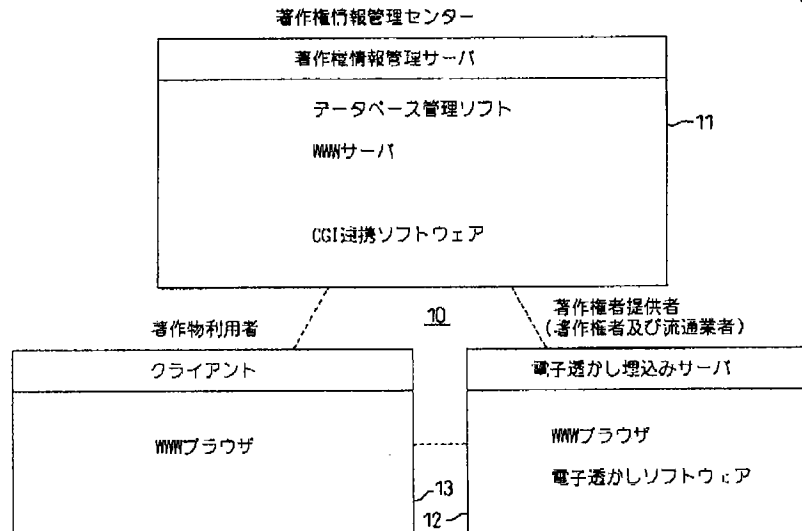 著作権情報管理センター
著作権情報管理サーバ
データベース管理ソフト
WWWサーバ
CGI連携ソフトウェア
11
10
著作物利用者
著作権者提供者
(著作権者及び流通業者)
クライアント
電子透かし埋込みサーバ
WWWブラウザ
WWWブラウザ
電子透かしソフトウェア
13
12